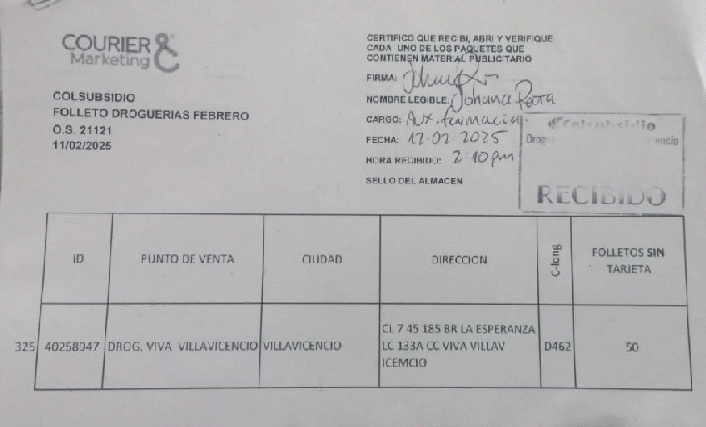 COURIER
Marketing
COLSUBSIDIO
FOLLETO DROGUERIAS FEBRERO
O.S. 21121
11/02/2025
CERTIFICO QUE RECIBI, ABRI Y VERIFIQUE
CADA UNO DE LOS PAQUETES QUE
CONTIENEN MATERIAL PUBLICITARIO
FIRMA:
NOMBRE LEGIBLE: Johana
CARGO: Aux. farmacia.
FECHA: 12-02-2025
HORA RECIBIDO: 2:10 pm
SELLO DEL ALMACEN
Colsubsidio
RECIBIDO
ID PUNTO DE VENTA CIUDAD DIRECCION C-long FOLLETOS SIN
TARJETA
325 40258947 DROG. VIVA VILLAVICENCIO VILLAVICENCIO CL 7 45 185 BR LA ESPERANZA
LC 133A CC VIVA VILLAV
ICEMCIO D462 50